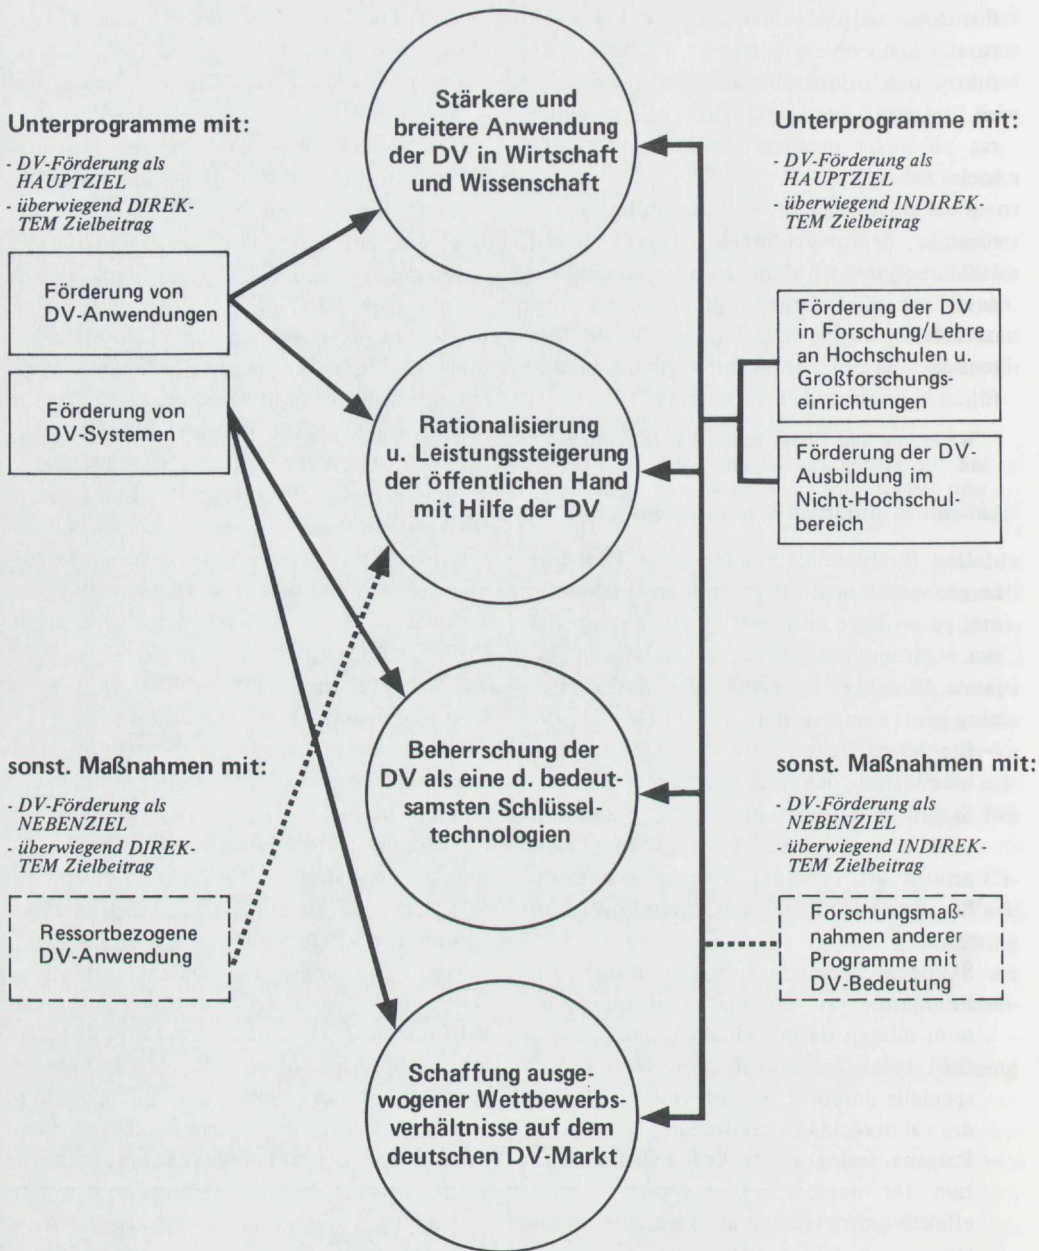 Unterprogramme mit:
- DV-Förderung als
HAUPTZIEL
- überwiegend DIREK-
TEM Zielbeitrag
Förderung von
DV-Anwendungen
Förderung von
DV-Systemen
sonst. Maßnahmen mit:
- DV-Förderung als
NEBENZIEL
- überwiegend DIREK-
TEM Zielbeitrag
Ressortbezogene
DV-Anwendung
Stärkere und
breitere Anwendung
der DV in Wirtschaft
und Wissenschaft
Rationalisierung
u. Leistungssteigerung
der öffentlichen Hand
mit Hilfe der DV
Beherrschung der
DV als eine d. bedeut-
samsten Schlüssel-
technologien
Schaffung ausge-
wogener Wettbewerbs-
verhältnisse auf dem
deutschen DV-Markt
Unterprogramme mit:
- DV-Förderung als
HAUPTZIEL
- überwiegend INDIREK-
TEM Zielbeitrag
Förderung der DV
in Forschung/Lehre
an Hochschulen u.
Großforschungs-
einrichtungen
Förderung der DV-
Ausbildung im
Nicht-Hochschul-
bereich
sonst. Maßnahmen mit:
- DV-Förderung als
NEBENZIEL
- überwiegend INDIREK-
TEM Zielbeitrag
Forschungsmaß-
nahmen anderer
Programme mit
DV-Bedeutung